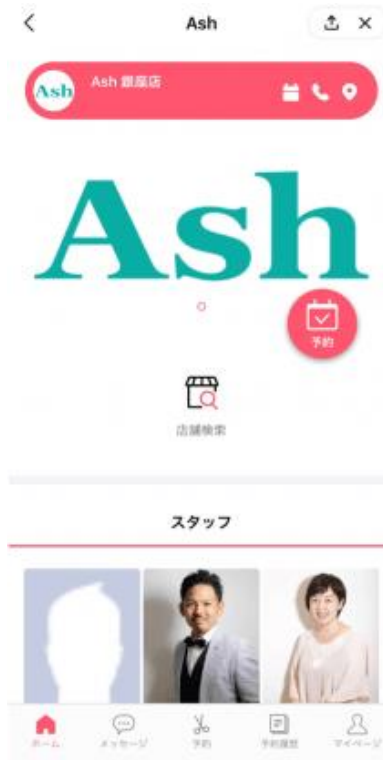 Ash
Ash
Ash 銀座店
Ash
予約
店舗検索
スタッフ
ホーム
メッセージ
予約
予約履歴
マイページ